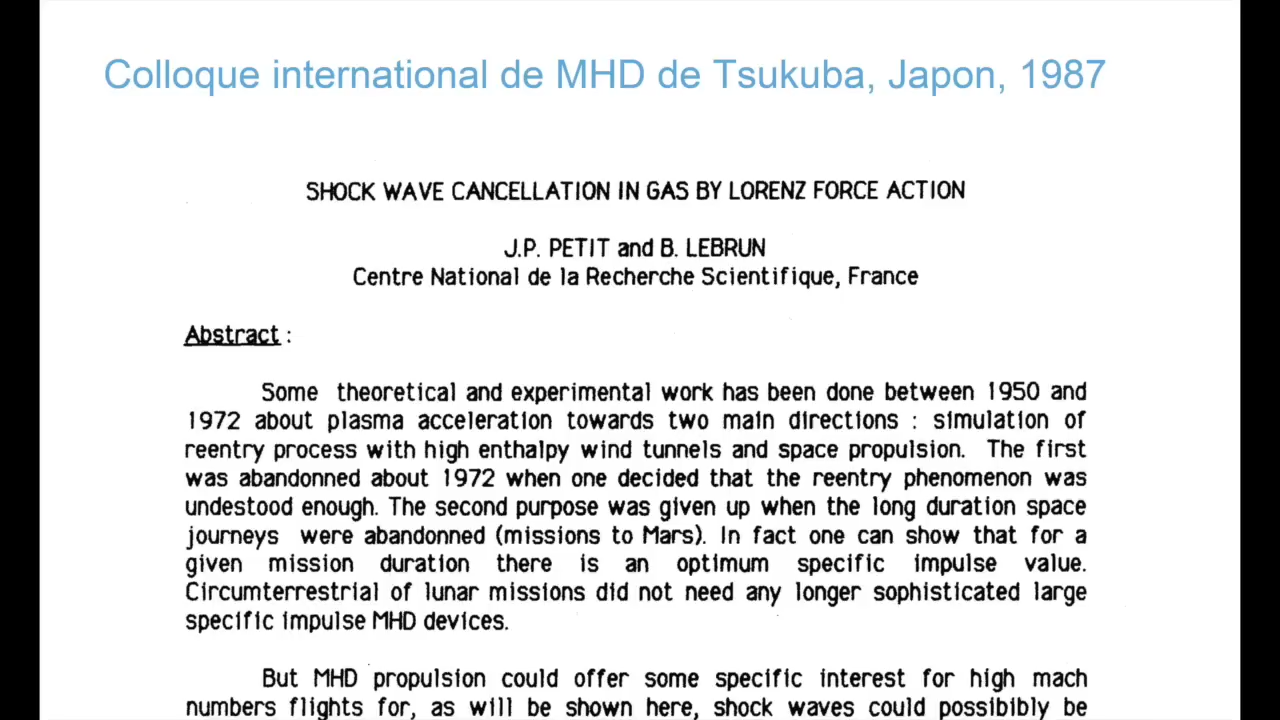 Colloque international de MHD de Tsukuba, Japon, 1987
SHOCK WAVE CANCELLATION IN GAS BY LORENZ FORCE ACTION
J.P. PETIT and B. LEBRUN
Centre National de la Recherche Scientifique, France
Abstract :
Some theoretical and experimental work has been done between 1950 and
1972 about plasma acceleration towards two main directions : simulation of
reentry process with high enthalpy wind tunnels and space propulsion. The first
was abandonned about 1972 when one decided that the reentry phenomenon was
undestood enough. The second purpose was given up when the long duration space
journeys were abandonned (missions to Mars). In fact one can show that for a
given mission duration there is an optimum specific impulse value.
Circumterrestrial of lunar missions did not need any longer sophisticated large
specific impulse MHD devices.
But MHD propulsion could offer some specific interest for high mach
numbers flights for, as will be shown here, shock waves could possibibly be